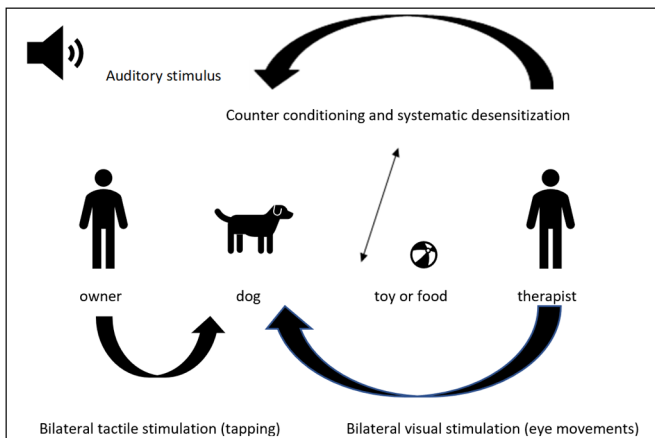 Auditory stimulus
Counter conditioning and systematic desensitization
owner
dog
toy or food
therapist
Bilateral tactile stimulation (tapping)
Bilateral visual stimulation (eye movements)